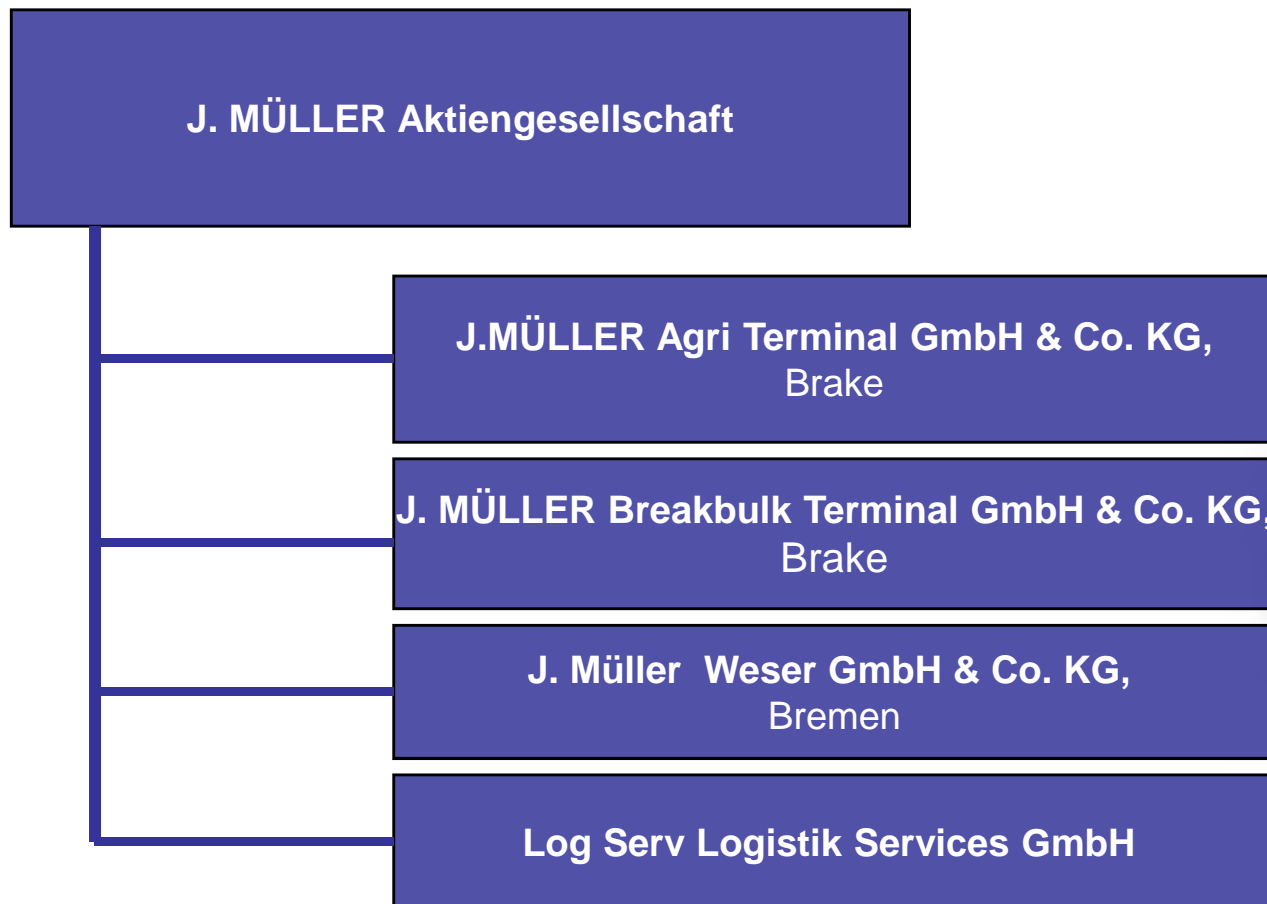 J. MÜLLER Aktiengesellschaft
J.MÜLLER Agri Terminal GmbH & Co. KG,
Brake
J. MÜLLER Breakbulk Terminal GmbH & Co. KG,
Brake
J. Müller  Weser GmbH & Co. KG,
Bremen
Log Serv Logistik Services GmbH